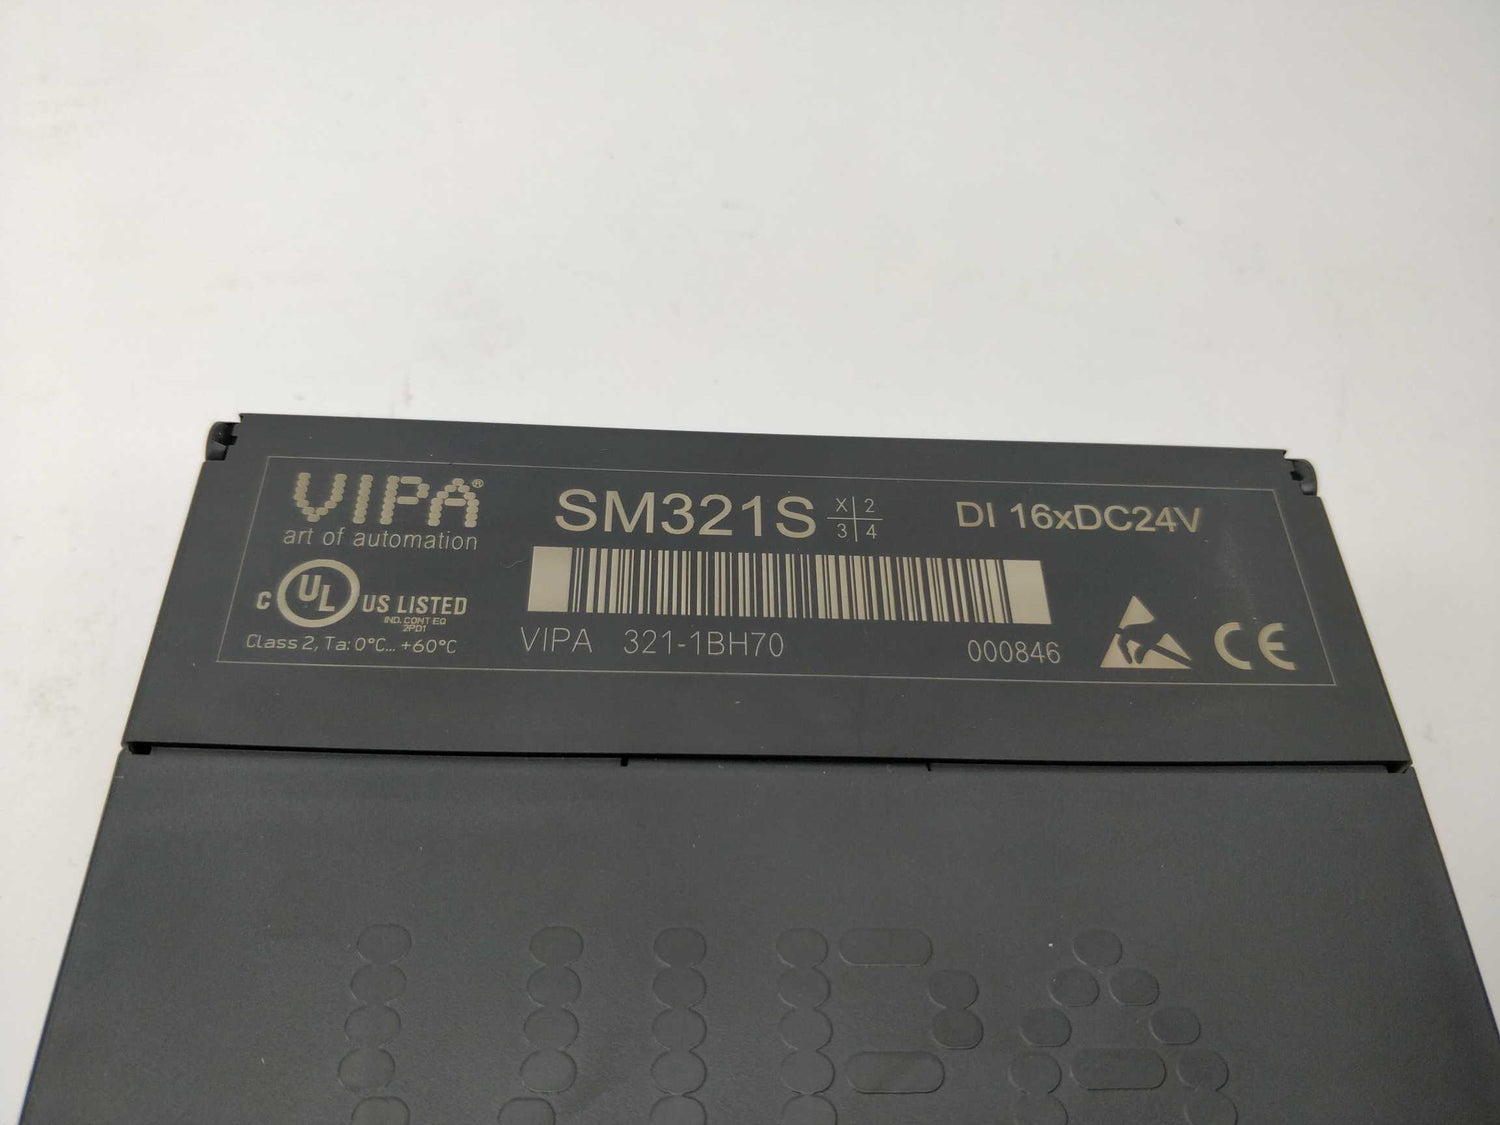 VIPA®
art of automation
C UL US LISTED
IND. CONT EQ
2PD1
Class 2, Ta: 0°C... +60°C
SM321S
X 2
3 4
DI 16xDC24V
VIPA 321-1BH70
000846
CE
VIPA